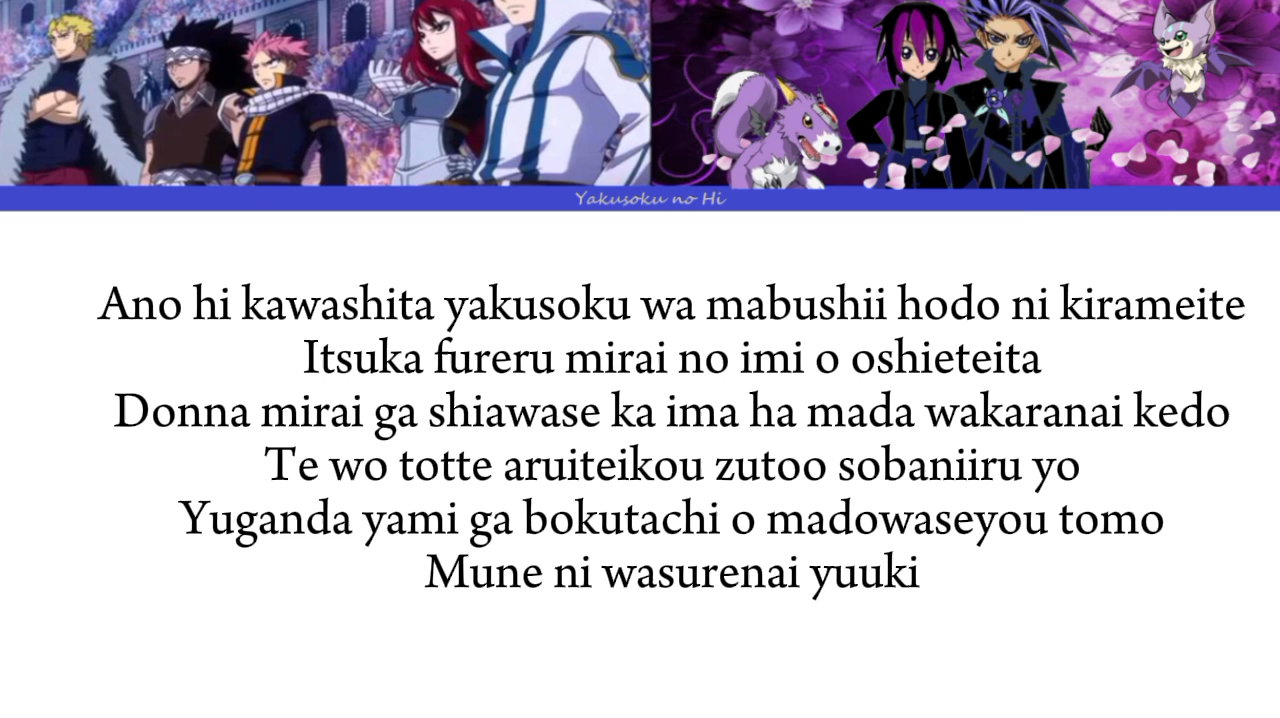 Yakusoku no Hi
Ano hi kawashita yakusoku wa mabushii hodo ni kirameite
Itsuka fureru mirai no imi o oshieteita
Donna mirai ga shiawase ka ima ha mada wakaranai kedo
Te wo totte aruiteikou zutoo sobaniiru yo
Yuganda yami ga bokutachi o madowaseyou tomo
Mune ni wasurenai yuuki